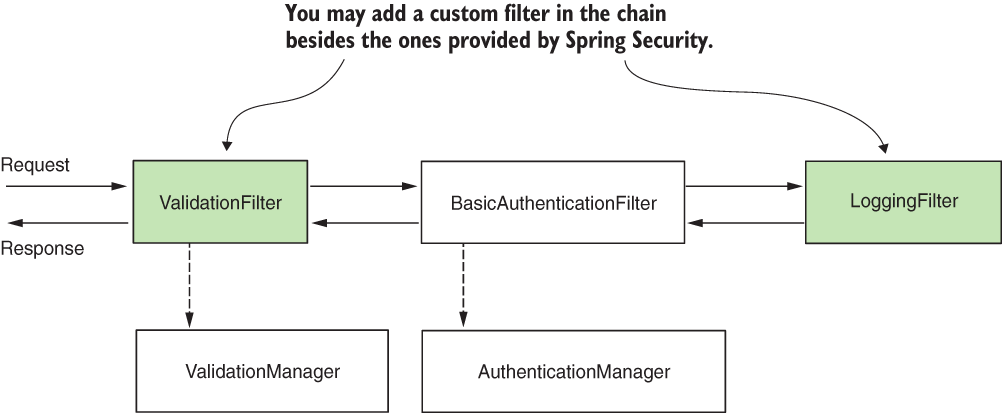 You may add a custom filter in the chain
besides the ones provided by Spring Security.
Request
ValidationFilter
BasicAuthenticationFilter
LoggingFilter
Response
ValidationManager
AuthenticationManager